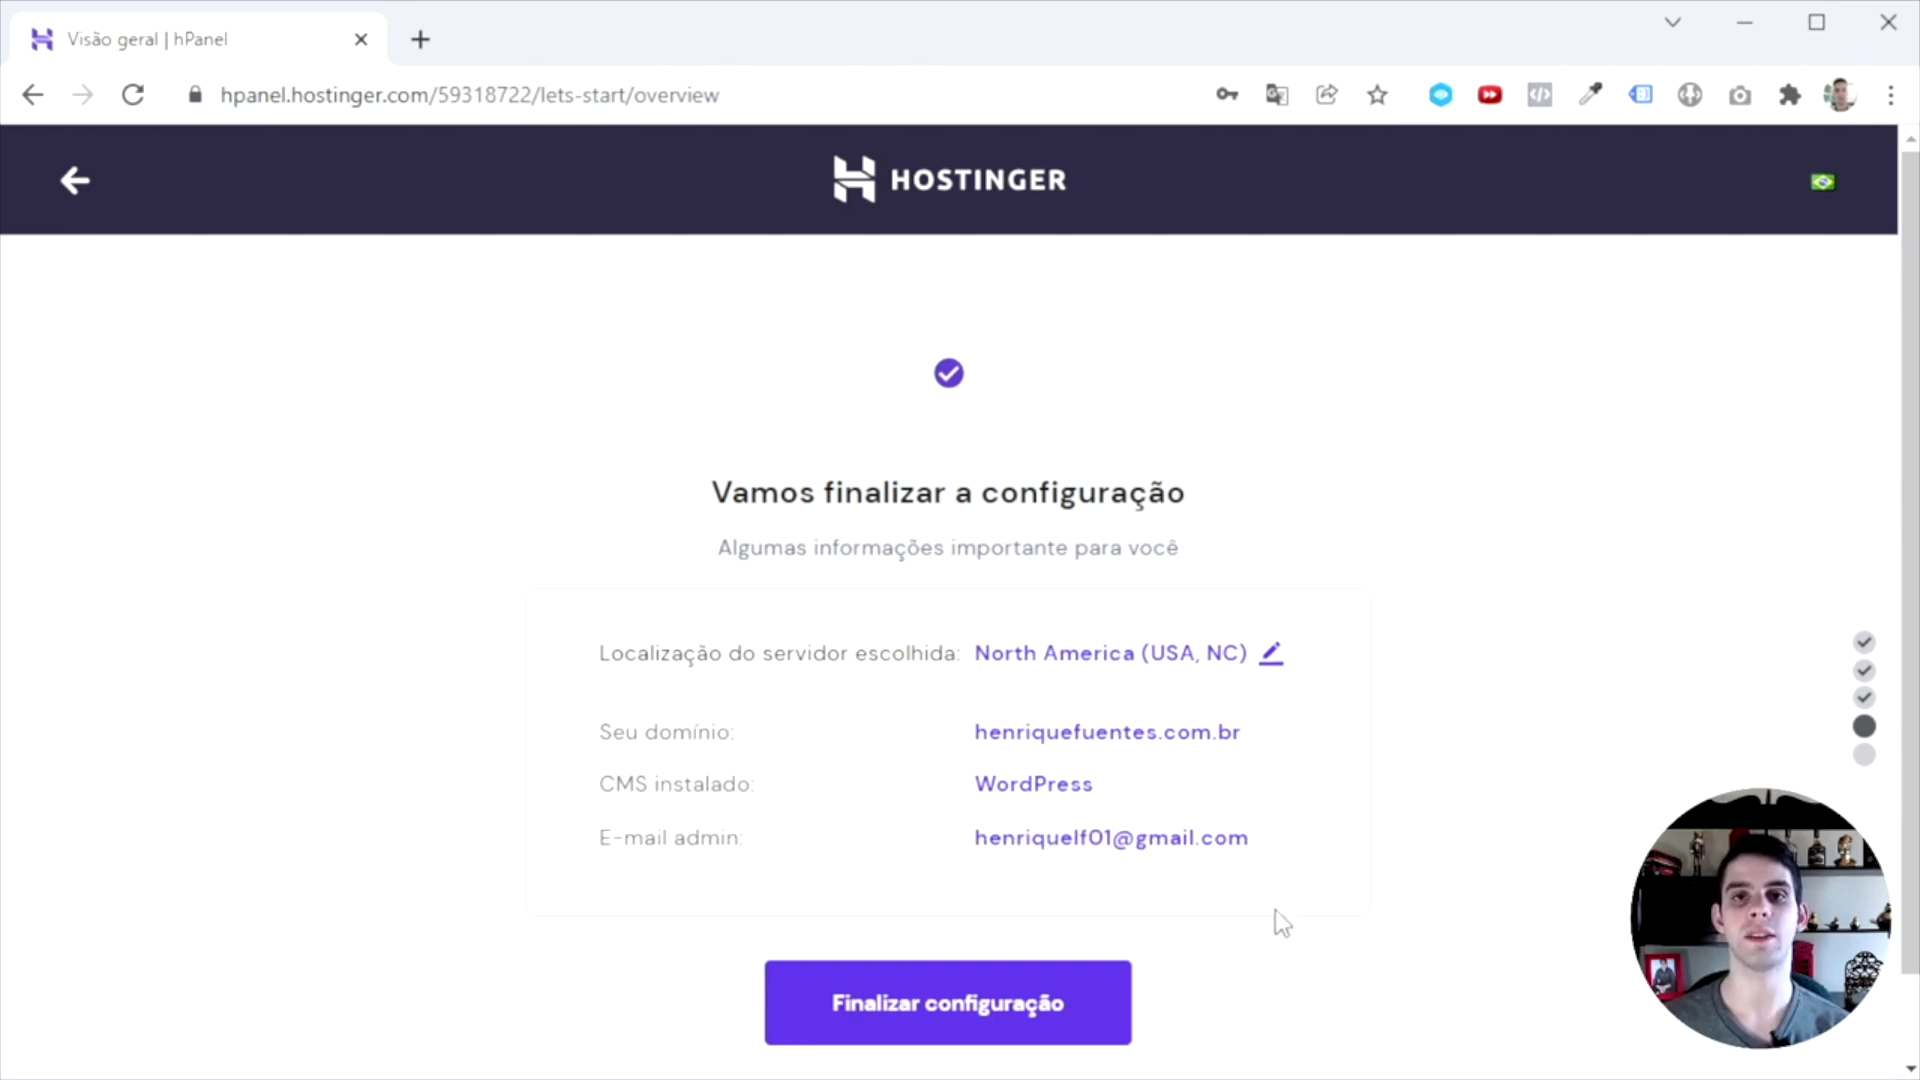 Visão geral | hPanel
hpanel.hostinger.com/59318722/lets-start/overview
HOSTINGER
Vamos finalizar a configuração
Algumas informações importante para você
Localização do servidor escolhida: North America (USA, NC)
Seu domínio: henriquefuentes.com.br
CMS instalado: WordPress
E-mail admin: henriquelf01@gmail.com
Finalizar configuração